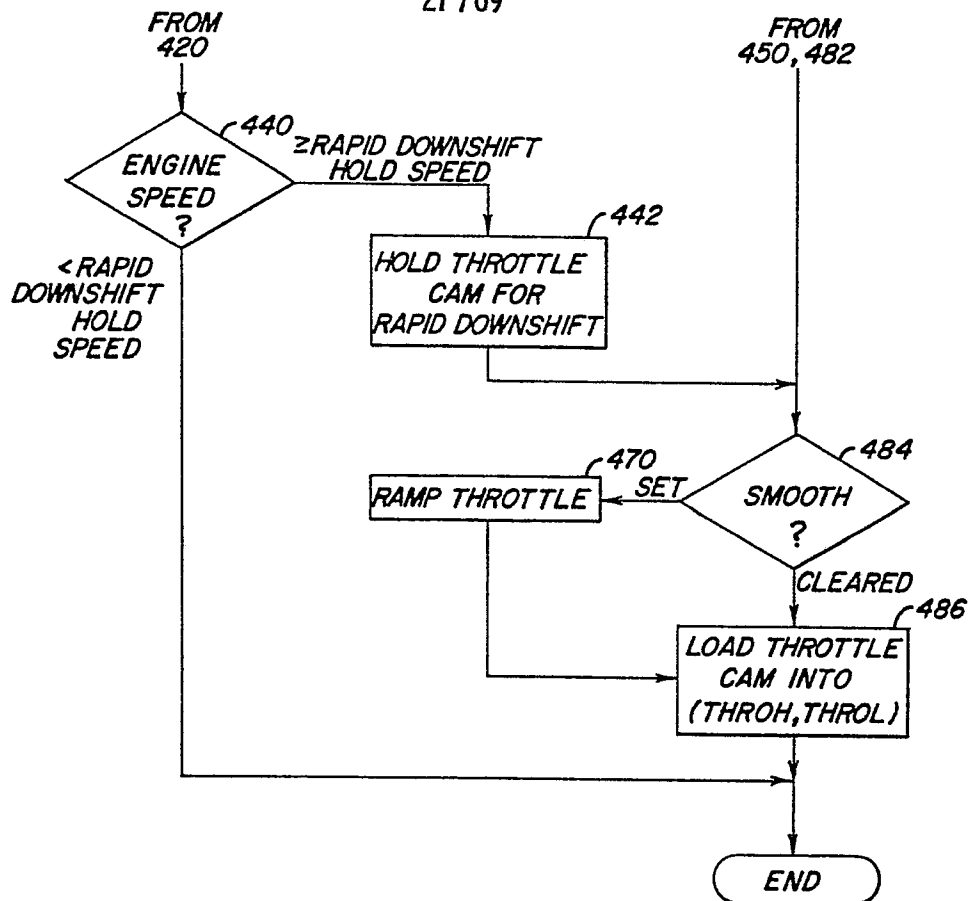 21/69
FROM
420
FROM
450, 482
440
ENGINE
SPEED
?
≥RAPID DOWNSHIFT
HOLD SPEED
442
HOLD THROTTLE
CAM FOR
RAPID DOWNSHIFT
<RAPID
DOWNSHIFT
HOLD
SPEED
484
SMOOTH
?
SET
470
RAMP THROTTLE
CLEARED
486
LOAD THROTTLE
CAM INTO
(THROH,THROL)
END